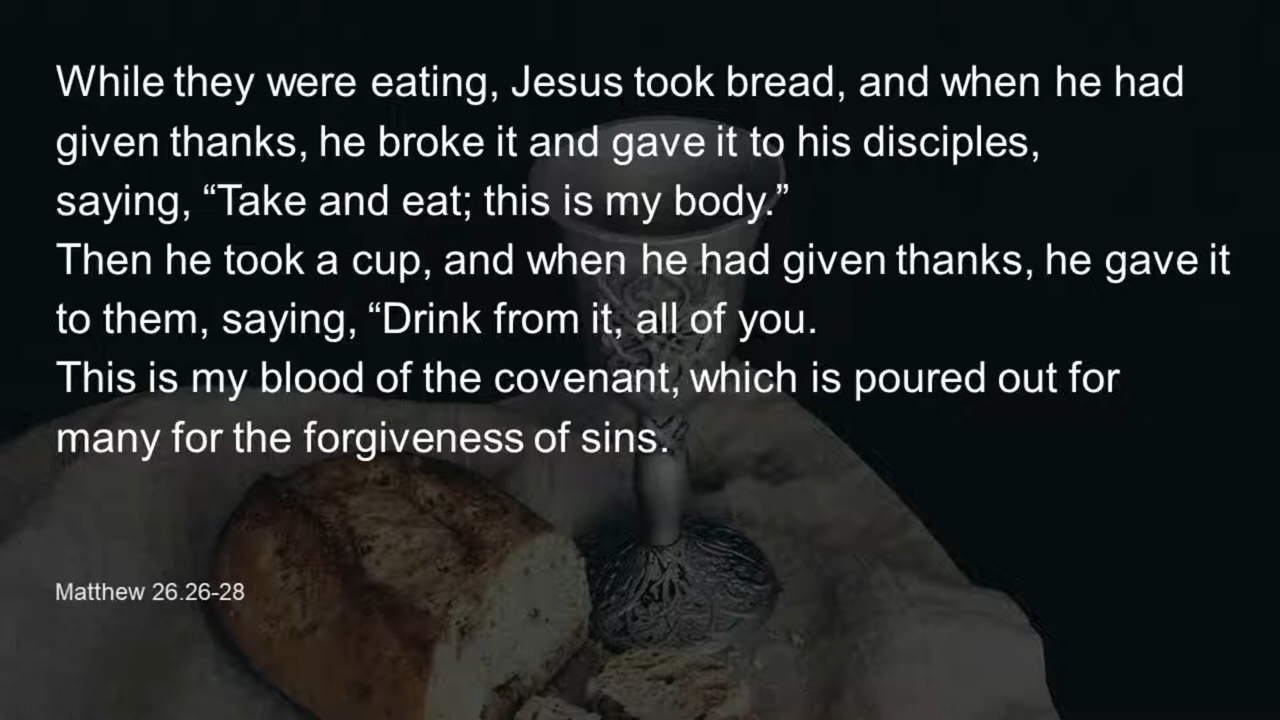 While they were eating, Jesus took bread, and when he had
given thanks, he broke it and gave it to his disciples,
saying, “Take and eat; this is my body.”
Then he took a cup, and when he had given thanks, he gave it
to them, saying, “Drink from it, all of you.
This is my blood of the covenant, which is poured out for
many for the forgiveness of sins.
Matthew 26.26-28